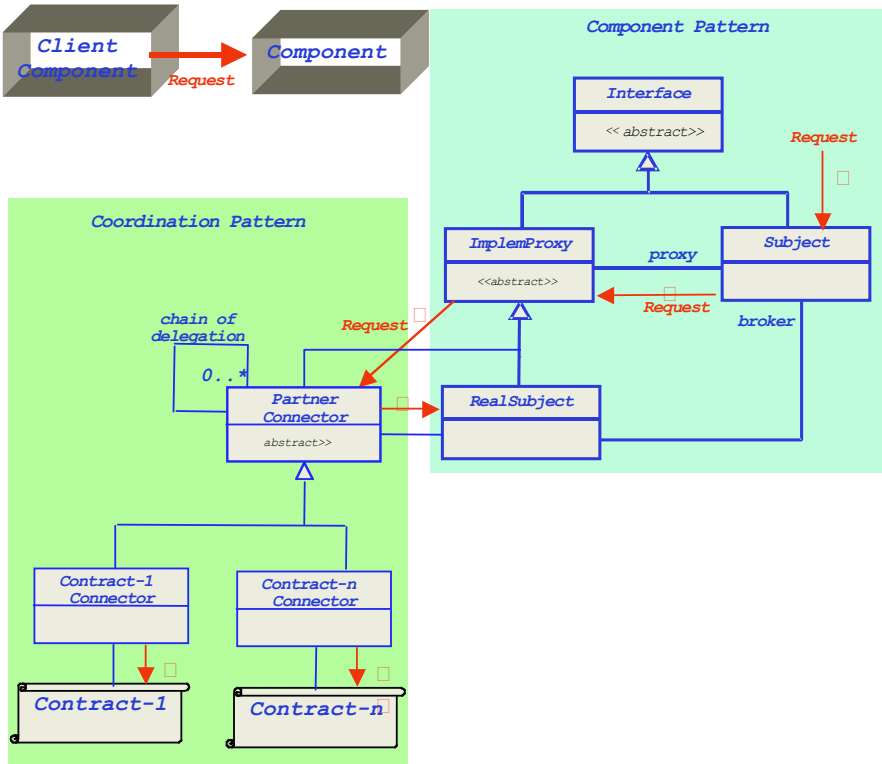 Client
Component
Request
Component
Component Pattern
Interface
<< abstract>>
Request
Coordination Pattern
ImplemProxy
<<abstract>>
proxy
Subject
Request
broker
chain of
delegation
0..*
Request
Partner
Connector
abstract>>
RealSubject
Contract-1
Connector
Contract-n
Connector
Contract-1
Contract-n